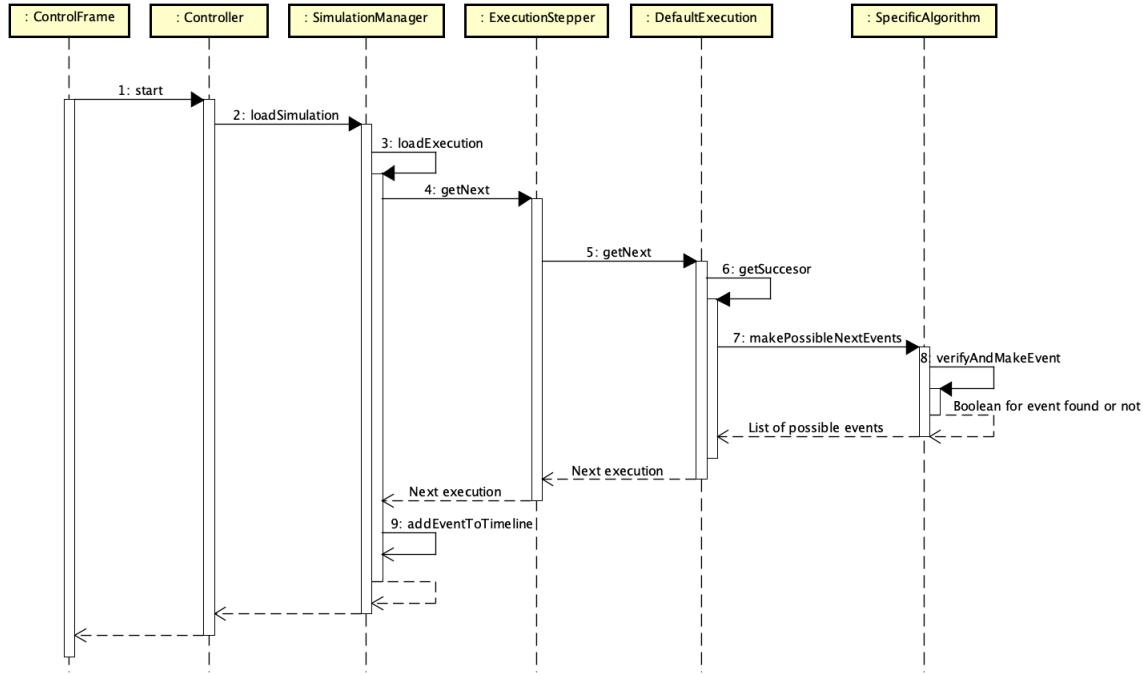 : ControlFrame
: Controller
: SimulationManager
: ExecutionStepper
: DefaultExecution
: SpecificAlgorithm
1: start
2: loadSimulation
3: loadExecution
4: getNext
5: getNext
6: getSuccesor
7: makePossibleNextEvents
8: verifyAndMakeEvent
Boolean for event found or not
List of possible events
Next execution
Next execution
9: addEventToTimeline